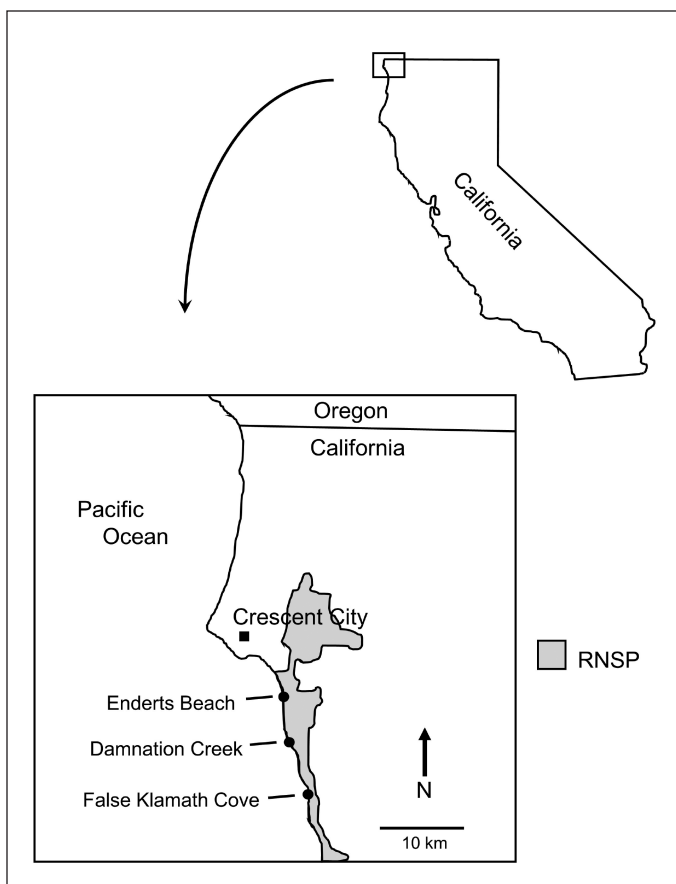 California
Oregon
California
Pacific
Ocean
Crescent City
RNSP
Enderts Beach
Damnation Creek
False Klamath Cove
N
10 km